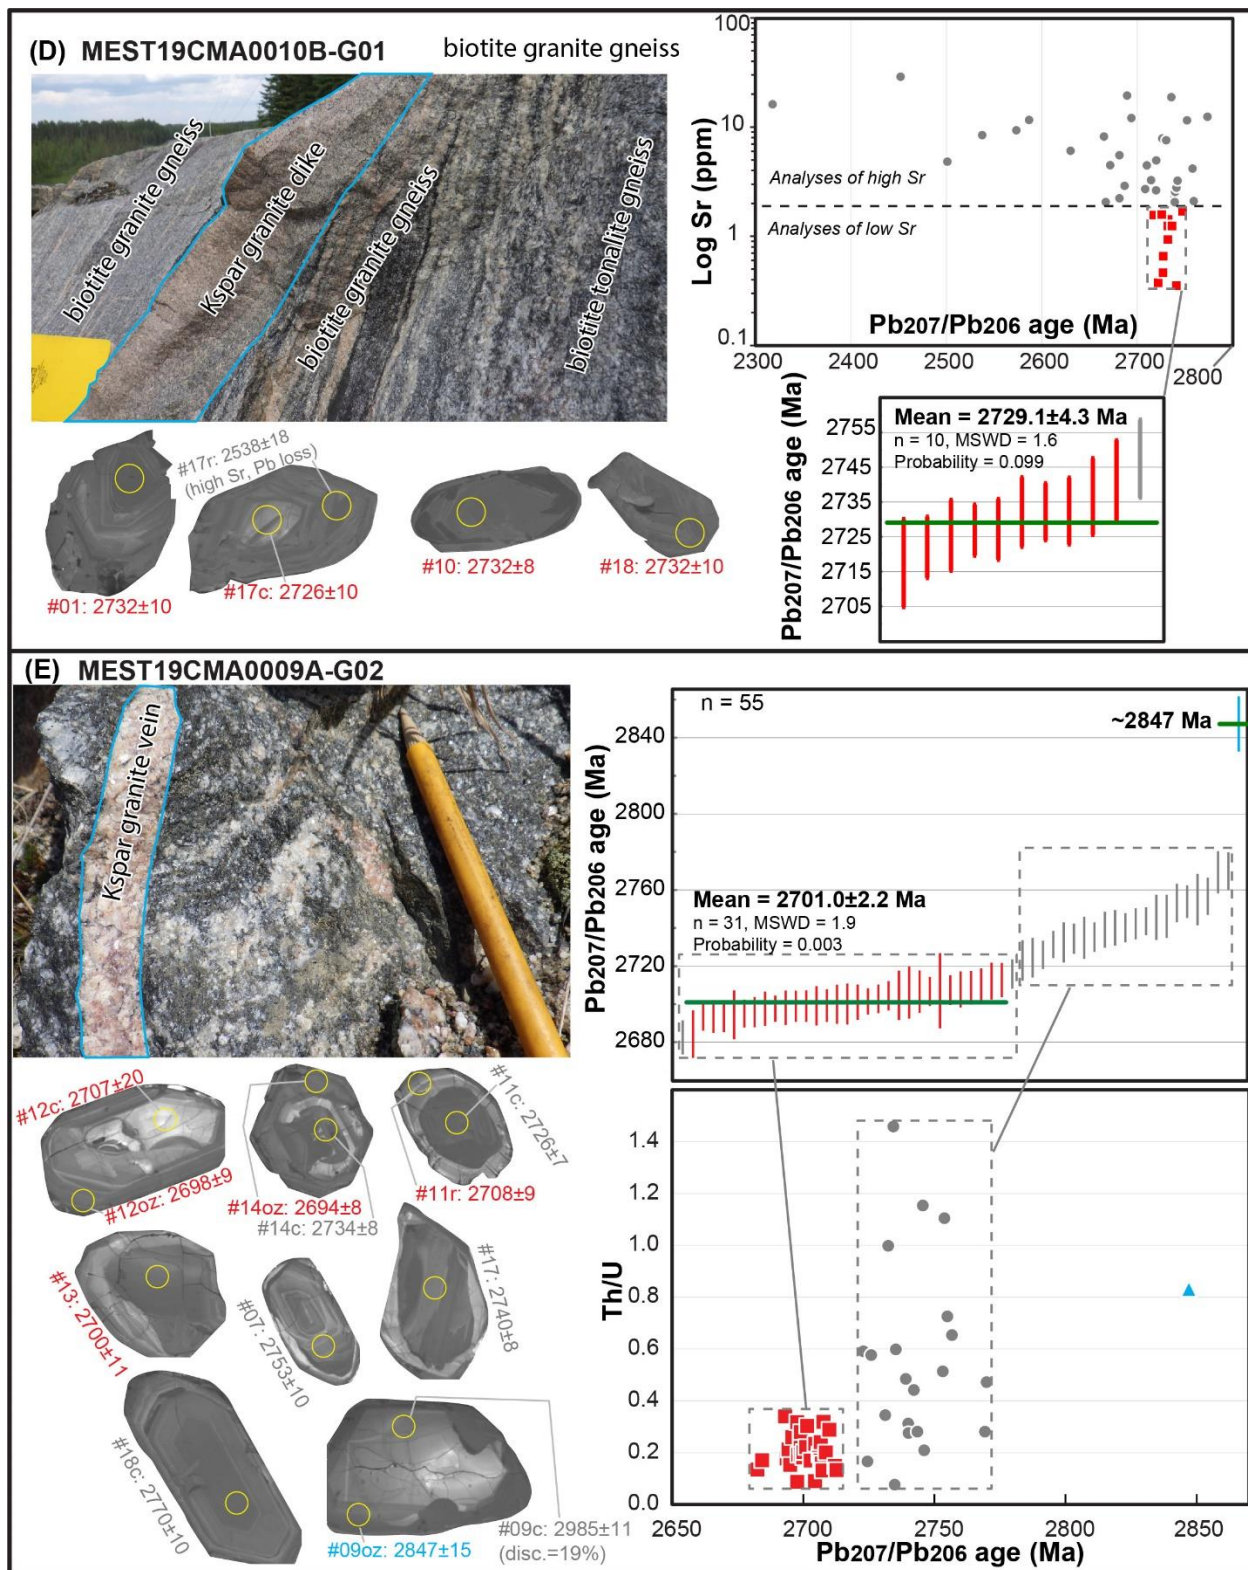 (D) MEST19CMA0010B-G01
biotite granite gneiss
biotite granite gneiss
Kspar granite dike
biotite granite gneiss
biotite tonalite gneiss
#17r: 2538±18
(high Sr, Pb loss)
#01: 2732±10
#17c: 2726±10
#10: 2732±8
#18: 2732±10
Log Sr (ppm)
100
10
1
0.1
Analyses of high Sr
Analyses of low Sr
Pb207/Pb206 age (Ma)
2300 2400 2500 2600 2700 2800
Pb207/Pb206 age (Ma)
2755
2745
2735
2725
2715
2705
Mean = 2729.1±4.3 Ma
n = 10, MSWD = 1.6
Probability = 0.099
(E) MEST19CMA0009A-G02
Kspar granite vein
#12c: 2707±20
#12oz: 2698±9
#14oz: 2694±8
#14c: 2734±8
#11c: 2726±7
#11r: 2708±9
#13: 2700±11
#07: 2753±10
#17: 2740±8
#18c: 2770±10
#09oz: 2847±15
#09c: 2985±11
(disc.=19%)
n = 55
~2847 Ma
Pb207/Pb206 age (Ma)
2840
2800
2760
2720
2680
Mean = 2701.0±2.2 Ma
n = 31, MSWD = 1.9
Probability = 0.003
Th/U
1.4
1.2
1.0
0.8
0.6
0.4
0.2
0.0
2650 2700 2750 2800 2850
Pb207/Pb206 age (Ma)